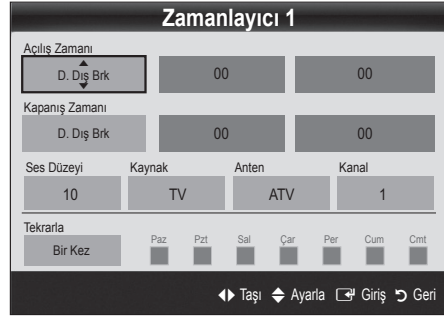 Zamanlayıcı 1
Açılış Zamanı
D. Dış Brk 00 00
Kapanış Zamanı
D. Dış Brk 00 00
Ses Düzeyi Kaynak Anten Kanal
10 TV ATV 1
Tekrarla
Paz Pzt Sal Çar Per Cum Cmt
Bir Kez
Taşı Ayarla Giriş Geri